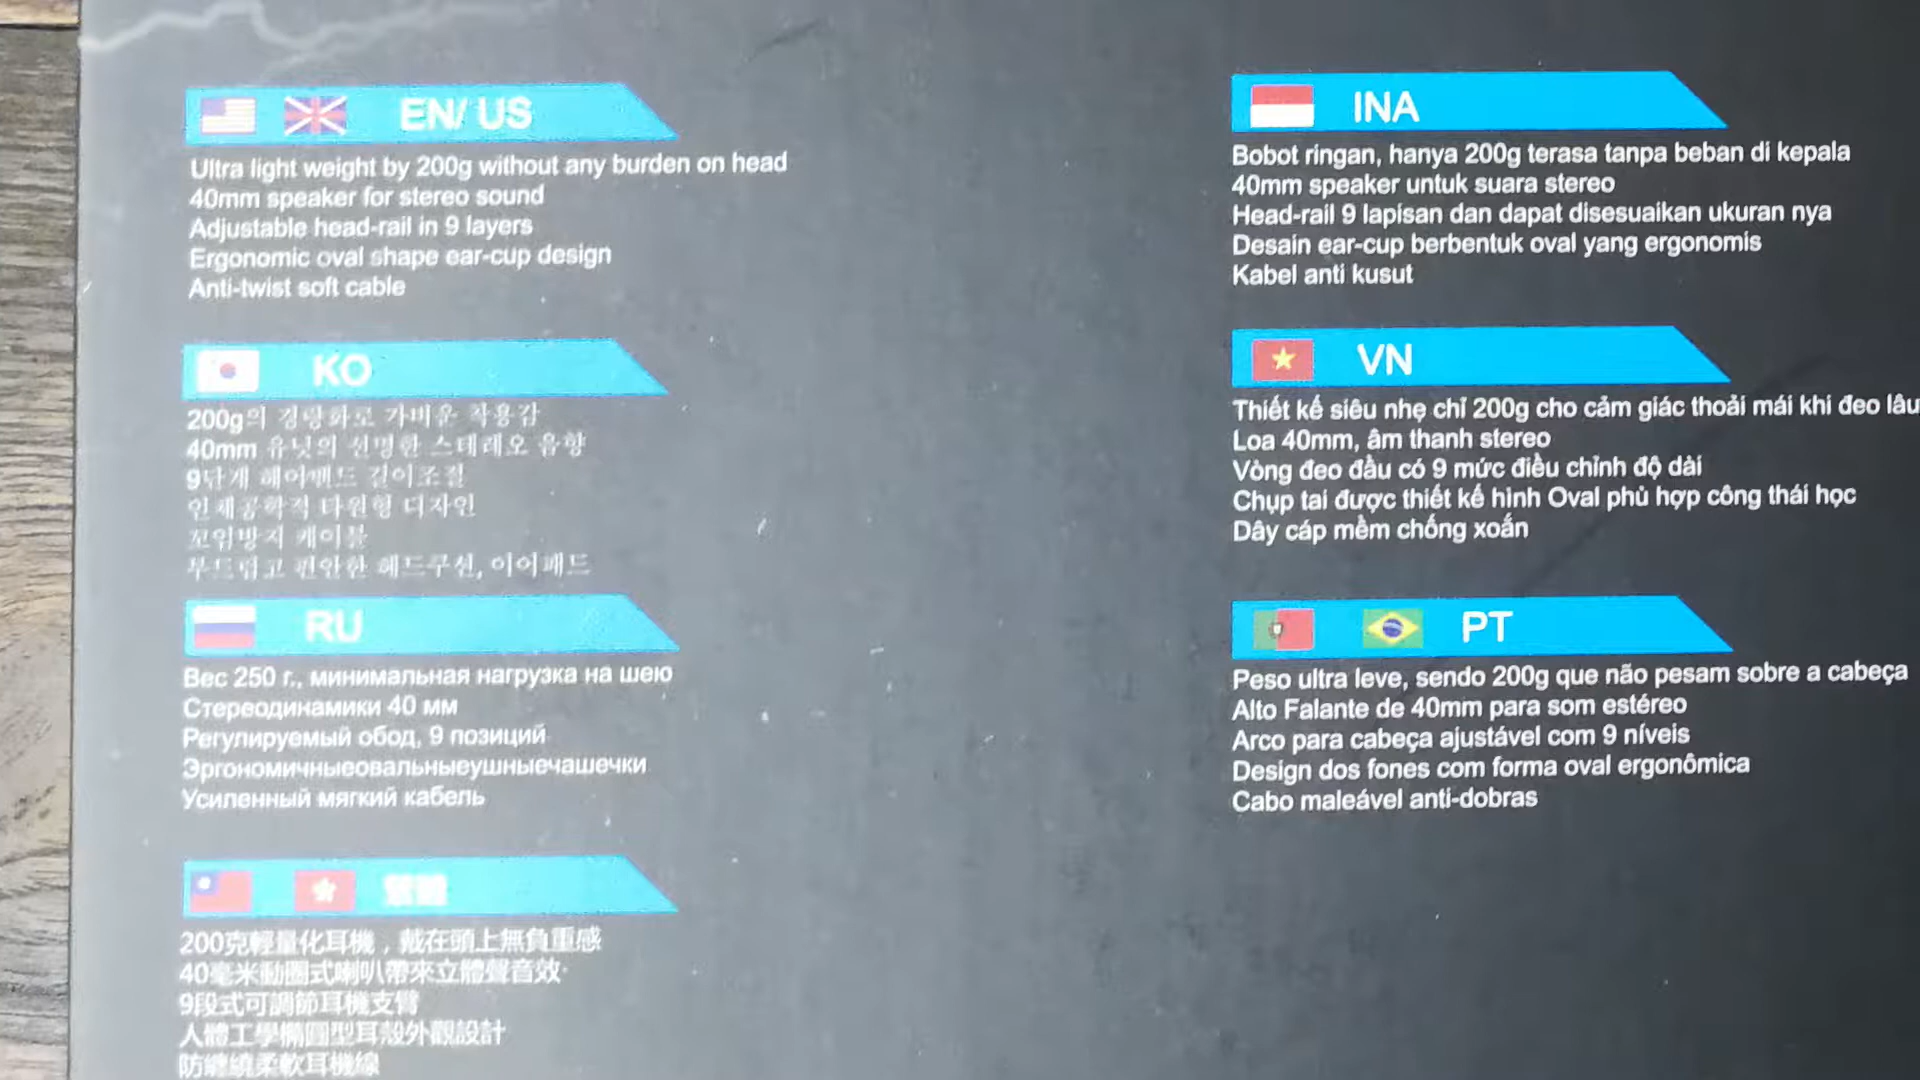 EN/ US
Ultra light weight by 200g without any burden on head
40mm speaker for stereo sound
Adjustable head-rail in 9 layers
Ergonomic oval shape ear-cup design
Anti-twist soft cable
KO
200g의 경량화로 가벼운 착용감
40mm 유닛의 선명한 스테레오 음향
9단계 헤어밴드 길이조절
인체공학적 타원형 디자인
꼬임방지 케이블
부드럽고 편안한 헤드쿠션, 이어패드
RU
Вес 250 г., минимальная нагрузка на шею
Стереодинамики 40 мм
Регулируемый обод, 9 позиций
Эргономичныеовальныеушныечашечки
Усиленный мягкий кабель
200克輕量化耳機，戴在頭上無負重感
40毫米動圈式喇叭帶來立體聲音效
9段式可調節耳機支臂
人體工學橢圓型耳殼外觀設計
防纏繞柔軟耳機線
INA
Bobot ringan, hanya 200g terasa tanpa beban di kepala
40mm speaker untuk suara stereo
Head-rail 9 lapisan dan dapat disesuaikan ukuran nya
Desain ear-cup berbentuk oval yang ergonomis
Kabel anti kusut
VN
Thiết kế siêu nhẹ chỉ 200g cho cảm giác thoải mái khi đeo lâu
Loa 40mm, âm thanh stereo
Vòng đeo đầu có 9 mức điều chỉnh độ dài
Chụp tai được thiết kế hình Oval phù hợp công thái học
Dây cáp mềm chống xoắn
PT
Peso ultra leve, sendo 200g que não pesam sobre a cabeça
Alto Falante de 40mm para som estéreo
Arco para cabeça ajustável com 9 níveis
Design dos fones com forma oval ergonômica
Cabo maleável anti-dobras